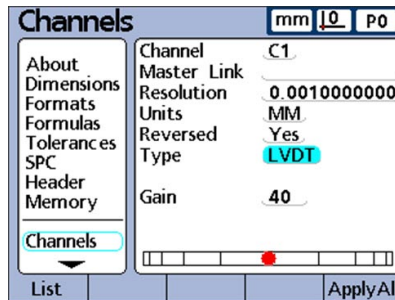 Channels mm 0 P0
About
Dimensions
Formats
Formulas
Tolerances
SPC
Header
Memory
Channels
Channel C1
Master Link
Resolution 0.0010000000
Units MM
Reversed Yes
Type LVDT
Gain 40
List ApplyAl